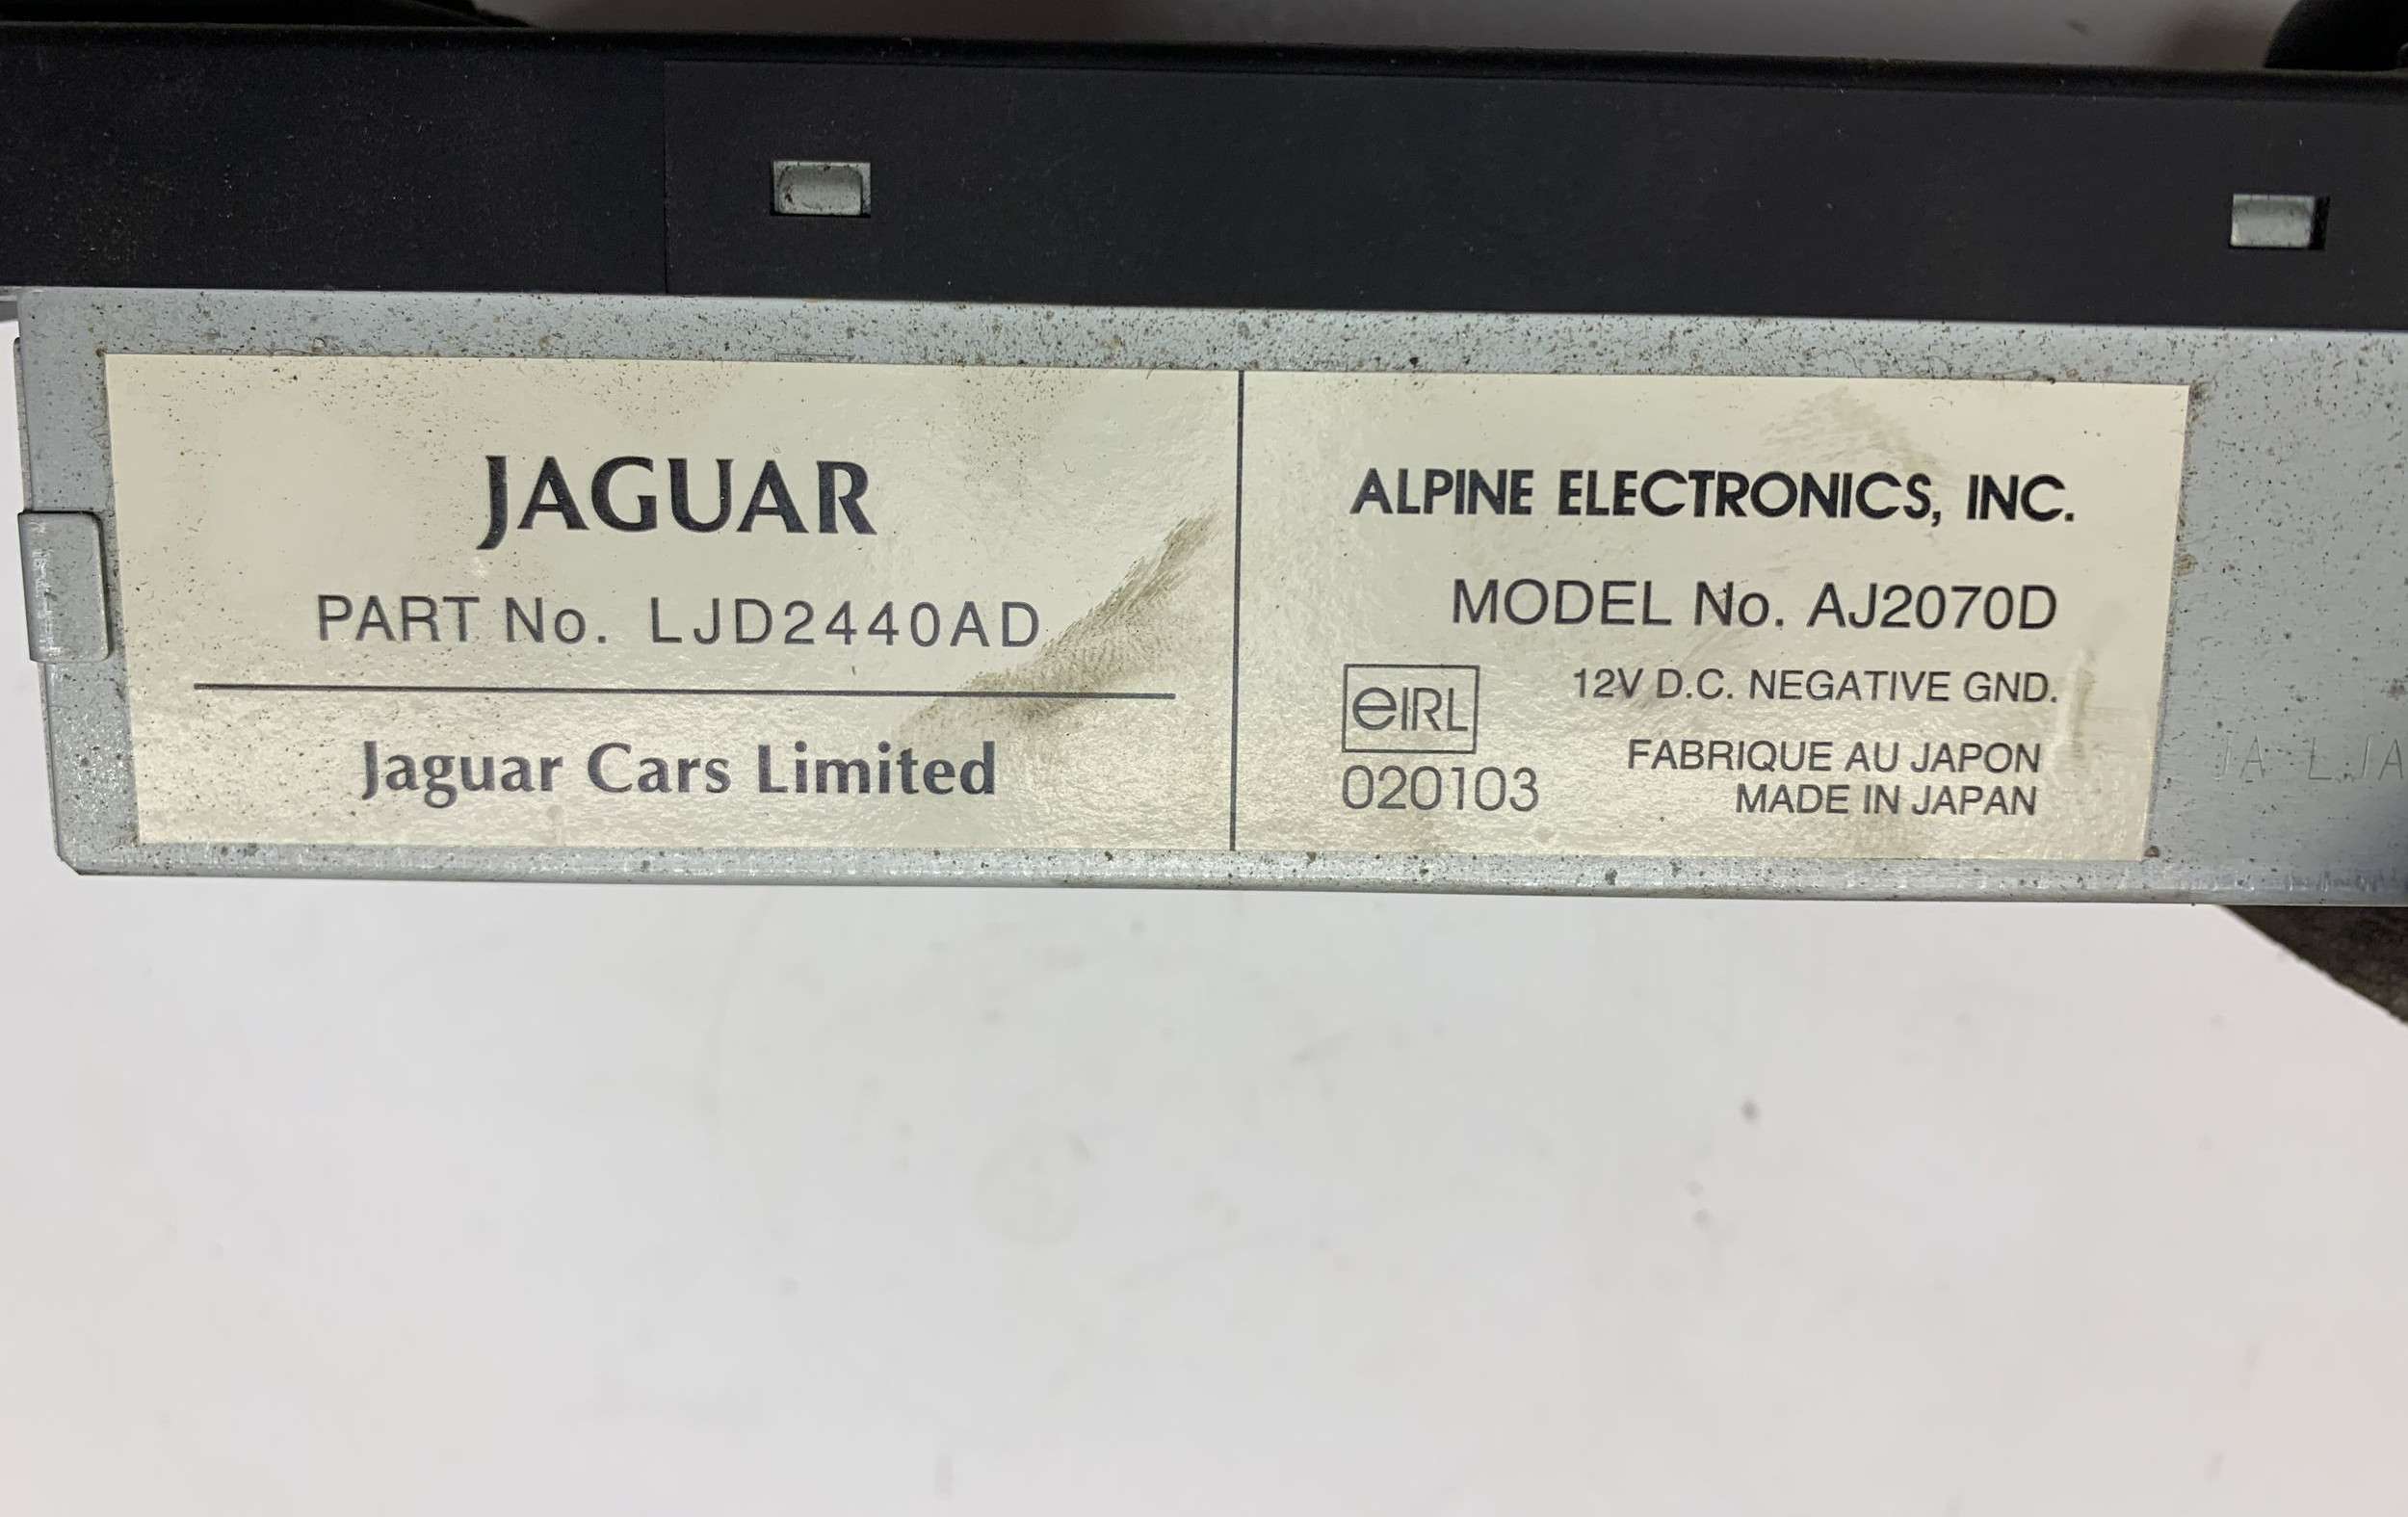 JAGUAR
PART No. LJD2440AD
Jaguar Cars Limited
ALPINE ELECTRONICS, INC.
MODEL No. AJ2070D
12V D.C. NEGATIVE GND.
eIRL
020103
FABRIQUE AU JAPON
MADE IN JAPAN